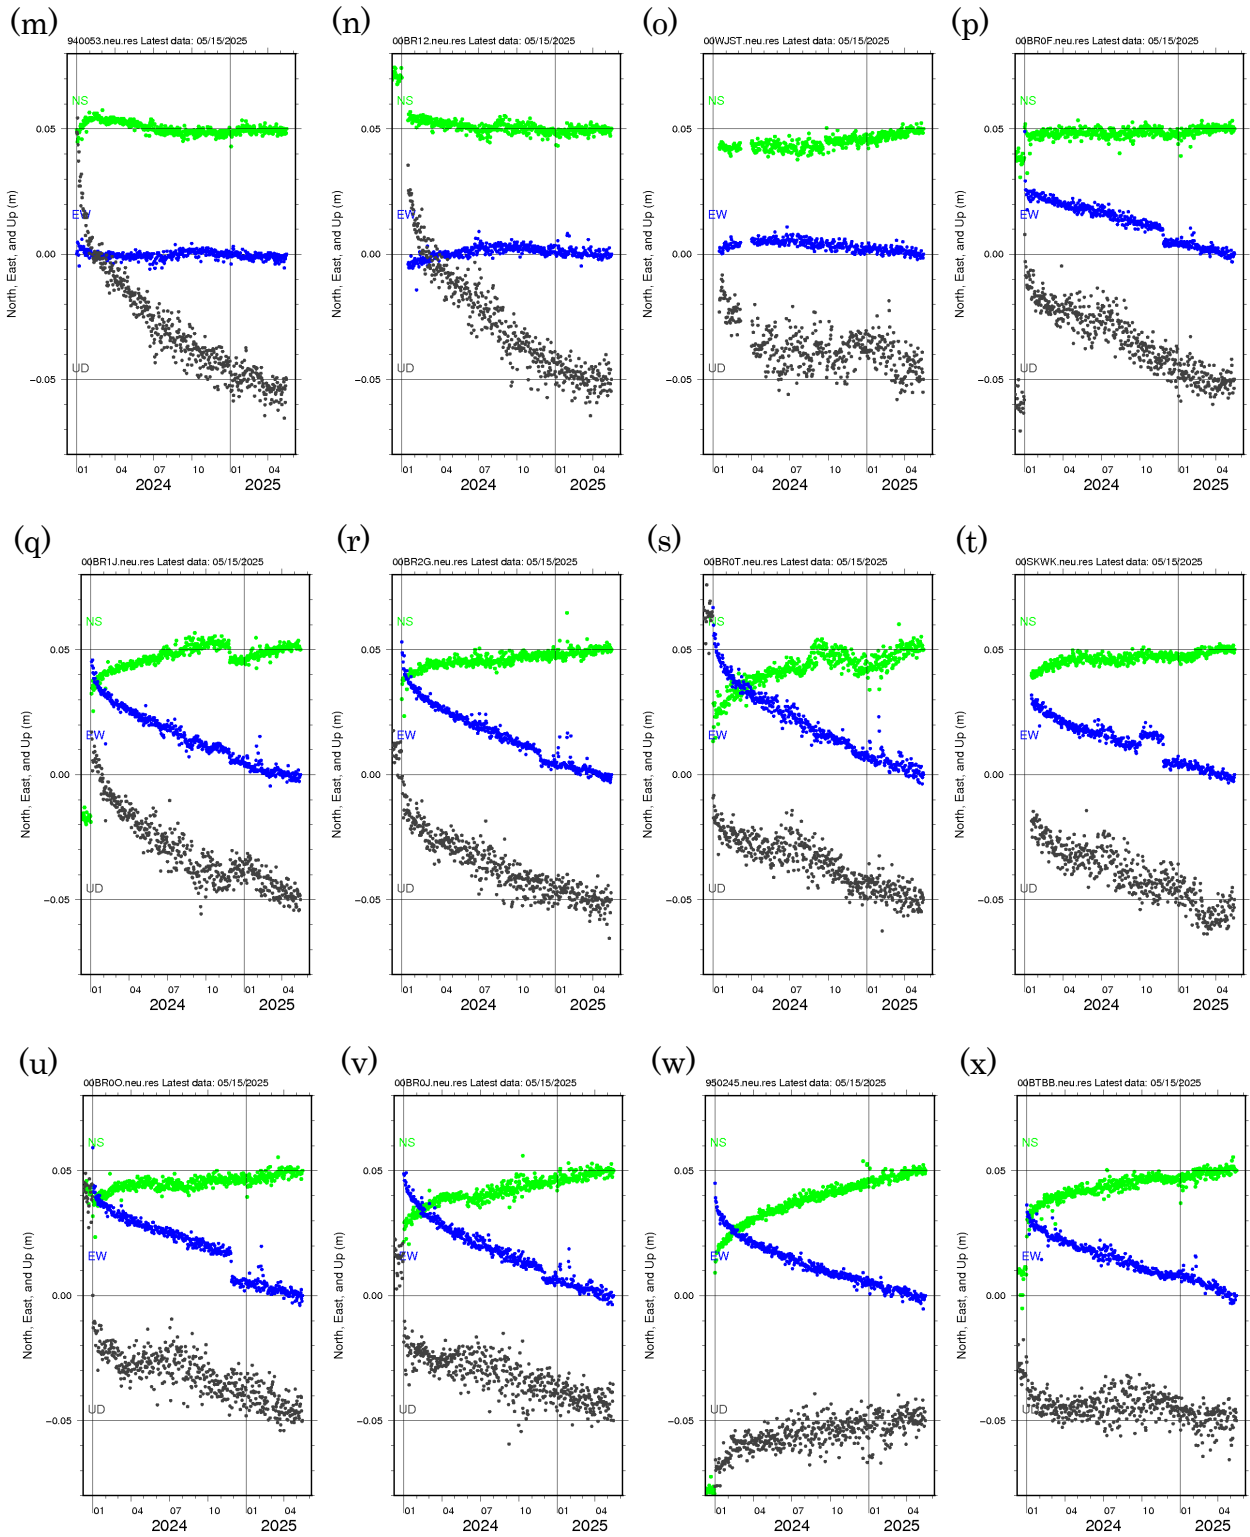 (m) (n) (o) (p)
940053.neu.res Latest data: 05/15/2025 00BR12.neu.res Latest data: 05/15/2025 00WJST.neu.res Latest data: 05/15/2025 00BR0F.neu.res Latest data: 05/15/2025
NS NS NS NS
0.05 0.05 0.05 0.05
EW EW EW EW
0.00 0.00 0.00 0.00
UD UD UD UD
−0.05 −0.05 −0.05 −0.05
North, East, and Up (m) North, East, and Up (m) North, East, and Up (m) North, East, and Up (m)
01 04 07 10 01 04 01 04 07 10 01 04 01 04 07 10 01 04 01 04 07 10 01 04
2024 2025 2024 2025 2024 2025 2024 2025
(q) (r) (s) (t)
00BR1J.neu.res Latest data: 05/15/2025 00BR2G.neu.res Latest data: 05/15/2025 00BR0T.neu.res Latest data: 05/15/2025 00SKWK.neu.res Latest data: 05/15/2025
NS NS NS NS
0.05 0.05 0.05 0.05
EW EW EW EW
0.00 0.00 0.00 0.00
UD UD UD UD
−0.05 −0.05 −0.05 −0.05
North, East, and Up (m) North, East, and Up (m) North, East, and Up (m) North, East, and Up (m)
01 04 07 10 01 04 01 04 07 10 01 04 01 04 07 10 01 04 01 04 07 10 01 04
2024 2025 2024 2025 2024 2025 2024 2025
(u) (v) (w) (x)
00BR0O.neu.res Latest data: 05/15/2025 00BR0J.neu.res Latest data: 05/15/2025 950245.neu.res Latest data: 05/15/2025 00BTBB.neu.res Latest data: 05/15/2025
NS NS NS NS
0.05 0.05 0.05 0.05
EW EW EW EW
0.00 0.00 0.00 0.00
UD UD UD UD
−0.05 −0.05 −0.05 −0.05
North, East, and Up (m) North, East, and Up (m) North, East, and Up (m) North, East, and Up (m)
01 04 07 10 01 04 01 04 07 10 01 04 01 04 07 10 01 04 01 04 07 10 01 04
2024 2025 2024 2025 2024 2025 2024 2025